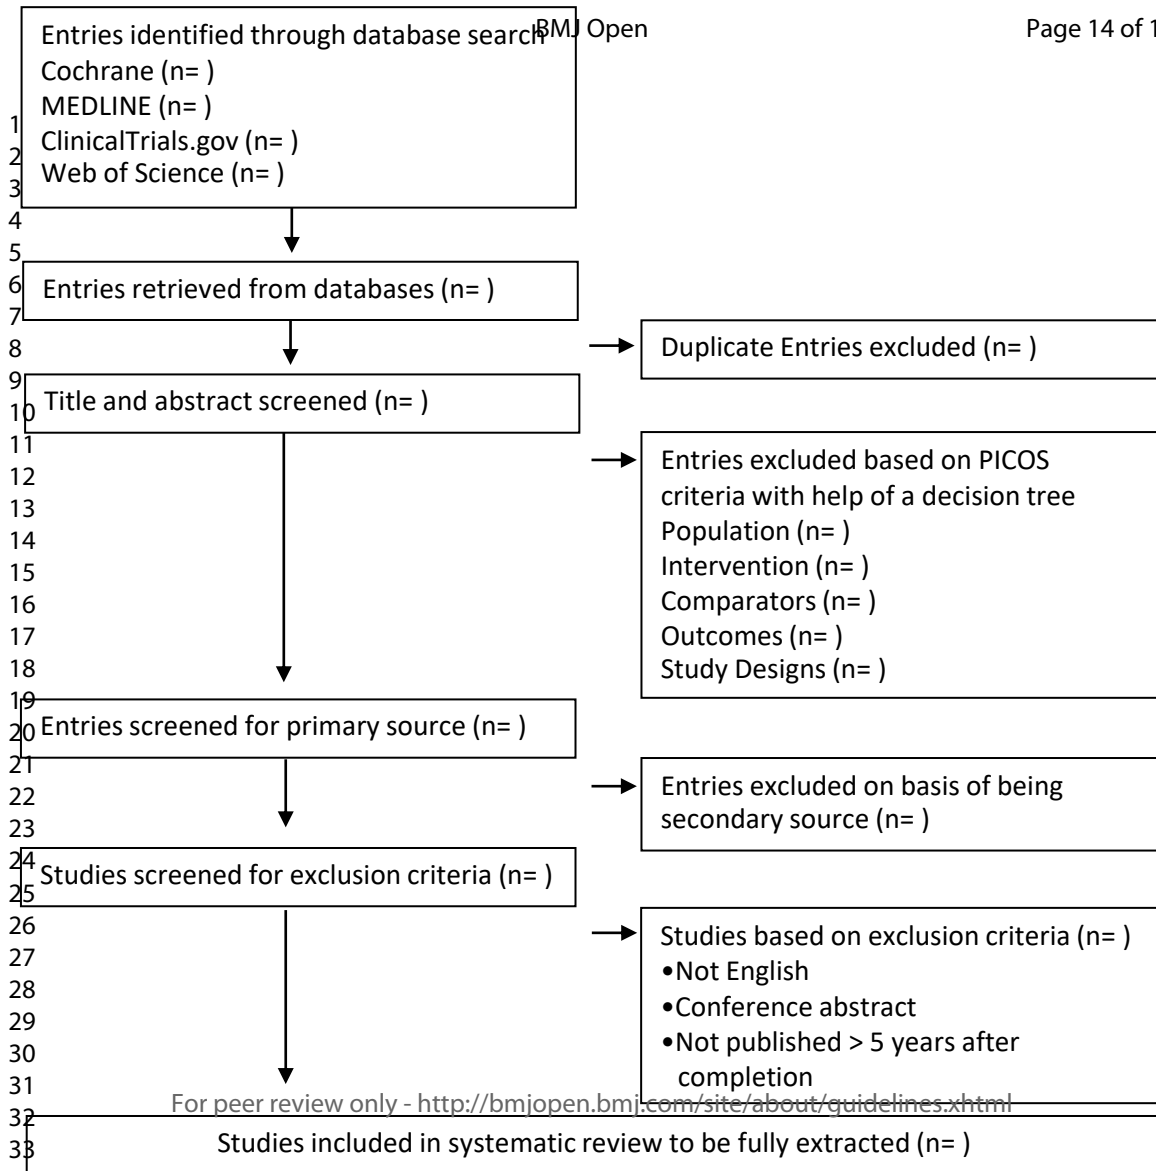 BMJ Open
Page 14 of 1
Entries identified through database search
Cochrane (n= )
MEDLINE (n= )
ClinicalTrials.gov (n= )
Web of Science (n= )
Entries retrieved from databases (n= )
Duplicate Entries excluded (n= )
Title and abstract screened (n= )
Entries excluded based on PICOS
criteria with help of a decision tree
Population (n= )
Intervention (n= )
Comparators (n= )
Outcomes (n= )
Study Designs (n= )
Entries screened for primary source (n= )
Entries excluded on basis of being
secondary source (n= )
Studies screened for exclusion criteria (n= )
Studies based on exclusion criteria (n= )
•Not English
•Conference abstract
•Not published > 5 years after
completion
For peer review only - http://bmjopen.bmj.com/site/about/guidelines.xhtml
Studies included in systematic review to be fully extracted (n= )
1
2
3
4
5
6
7
8
9
10
11
12
13
14
15
16
17
18
19
20
21
22
23
24
25
26
27
28
29
30
31
32
33